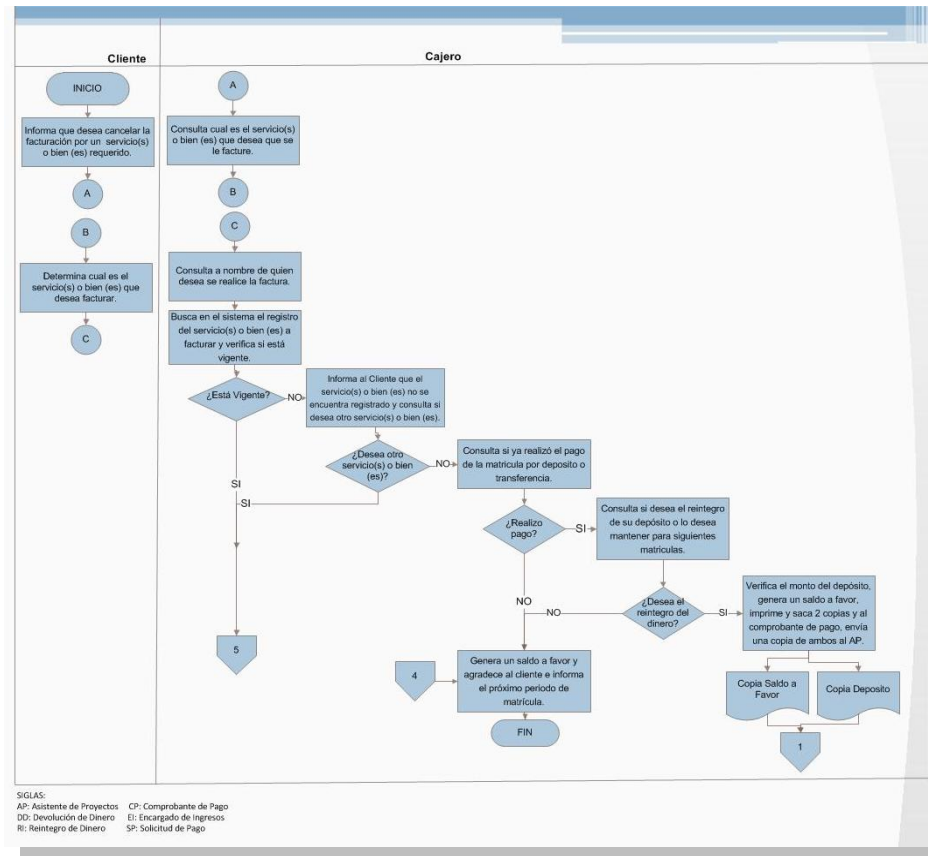 Cliente
Cajero
INICIO
Informa que desea cancelar la
facturación por un servicio(s)
o bien (es) requerido.
A
B
Determina cual es el
servicio(s) o bien (es) que
desea facturar.
C
A
Consulta cual es el servicio(s)
o bien (es) que desea que se
le facture.
B
C
Consulta a nombre de quien
desea se realice la factura.
Busca en el sistema el registro
del servicio(s) o bien (es) a
facturar y verifica si está
vigente.
¿Está Vigente?
NO
Informa al Cliente que el
servicio(s) o bien (es) no se
encuentra registrado y consulta si
desea otro servicio(s) o bien (es).
¿Desea otro
servicio(s) o bien
(es)?
NO
SI
SI
5
Consulta si ya realizó el pago
de la matricula por deposito o
transferencia.
¿Realizo
pago?
SI
NO
Consulta si desea el reintegro
de su depósito o lo desea
mantener para siguientes
matriculas.
¿Desea el
reintegro del
dinero?
NO
SI
Verifica el monto del depósito,
genera un saldo a favor,
imprime y saca 2 copias y al
comprobante de pago, envía
una copia de ambos al AP.
Copia Saldo a
Favor
Copia Deposito
1
4
Genera un saldo a favor y
agradece al cliente e informa
el próximo periodo de
matrícula.
FIN
SIGLAS:
AP: Asistente de Proyectos CP: Comprobante de Pago
DD: Devolución de Dinero EI: Encargado de Ingresos
RI: Reintegro de Dinero SP: Solicitud de Pago